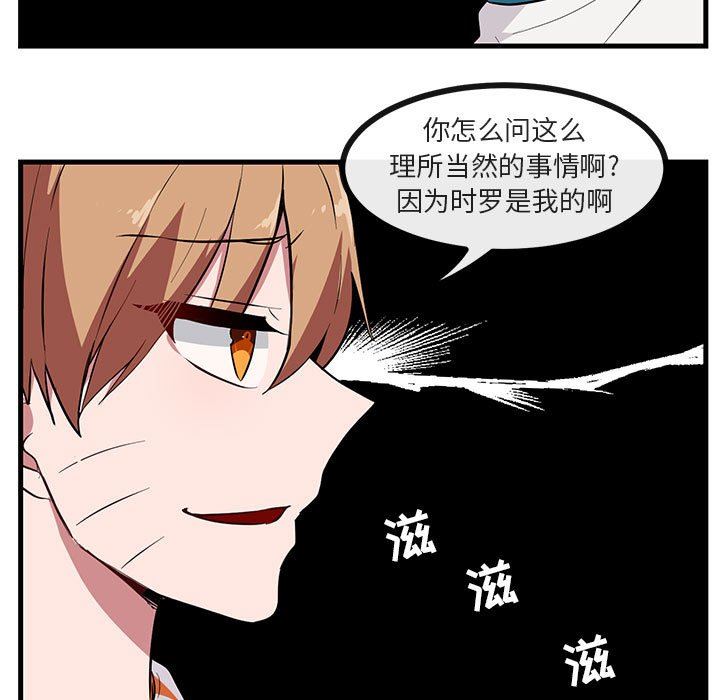 你怎么问这么
理所当然的事情啊?
因为时罗是我的啊
滋
滋
滋